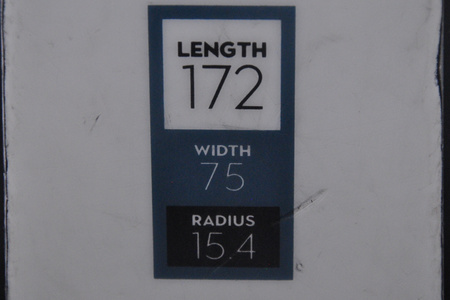 LENGTH
172
WIDTH
75
RADIUS
15.4